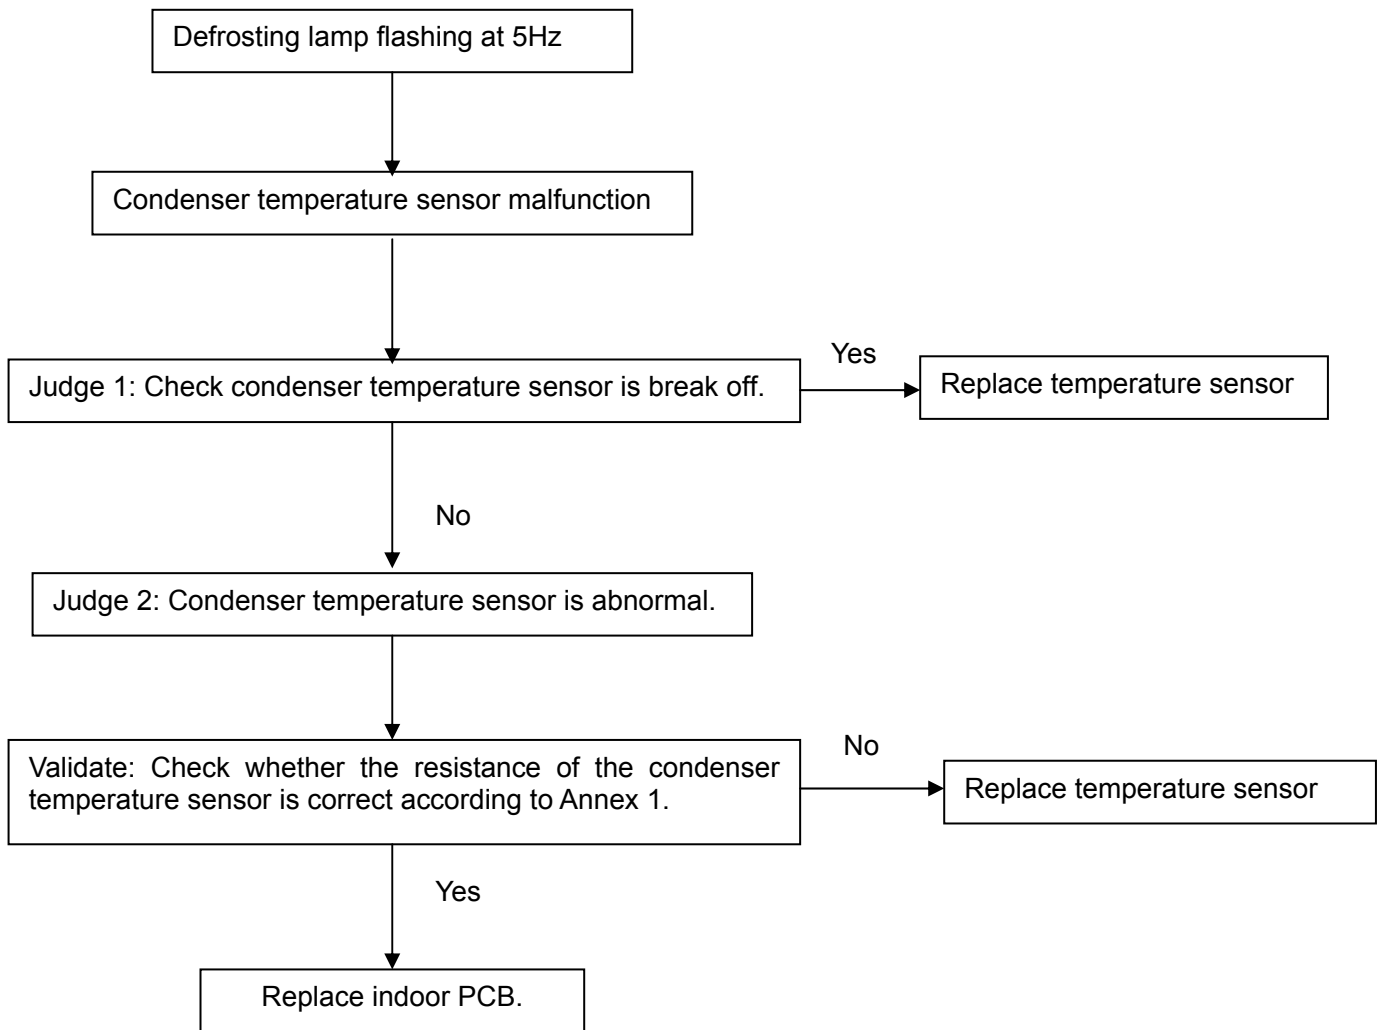 Defrosting lamp flashing at 5Hz
Condenser temperature sensor malfunction
Judge 1: Check condenser temperature sensor is break off.
Yes
Replace temperature sensor
No
Judge 2: Condenser temperature sensor is abnormal.
Validate: Check whether the resistance of the condenser
temperature sensor is correct according to Annex 1.
No
Replace temperature sensor
Yes
Replace indoor PCB.